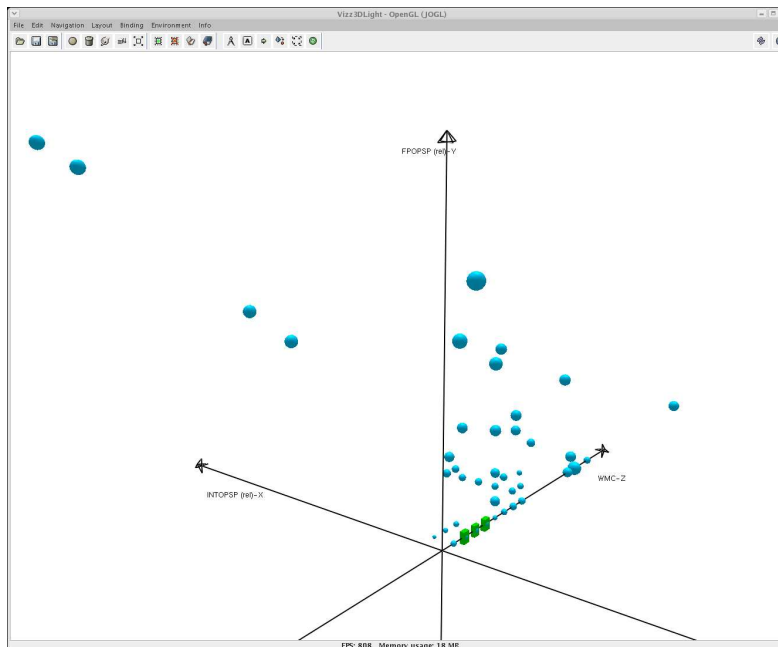 Vizz3DLight - OpenGL (JOGL)
File Edit Navigation Layout Binding Environment Info
A
FPOPSP (rel)-Y
WMC-Z
INTOPSP (rel)-X
FPS: 808 Memory usage: 18 MB